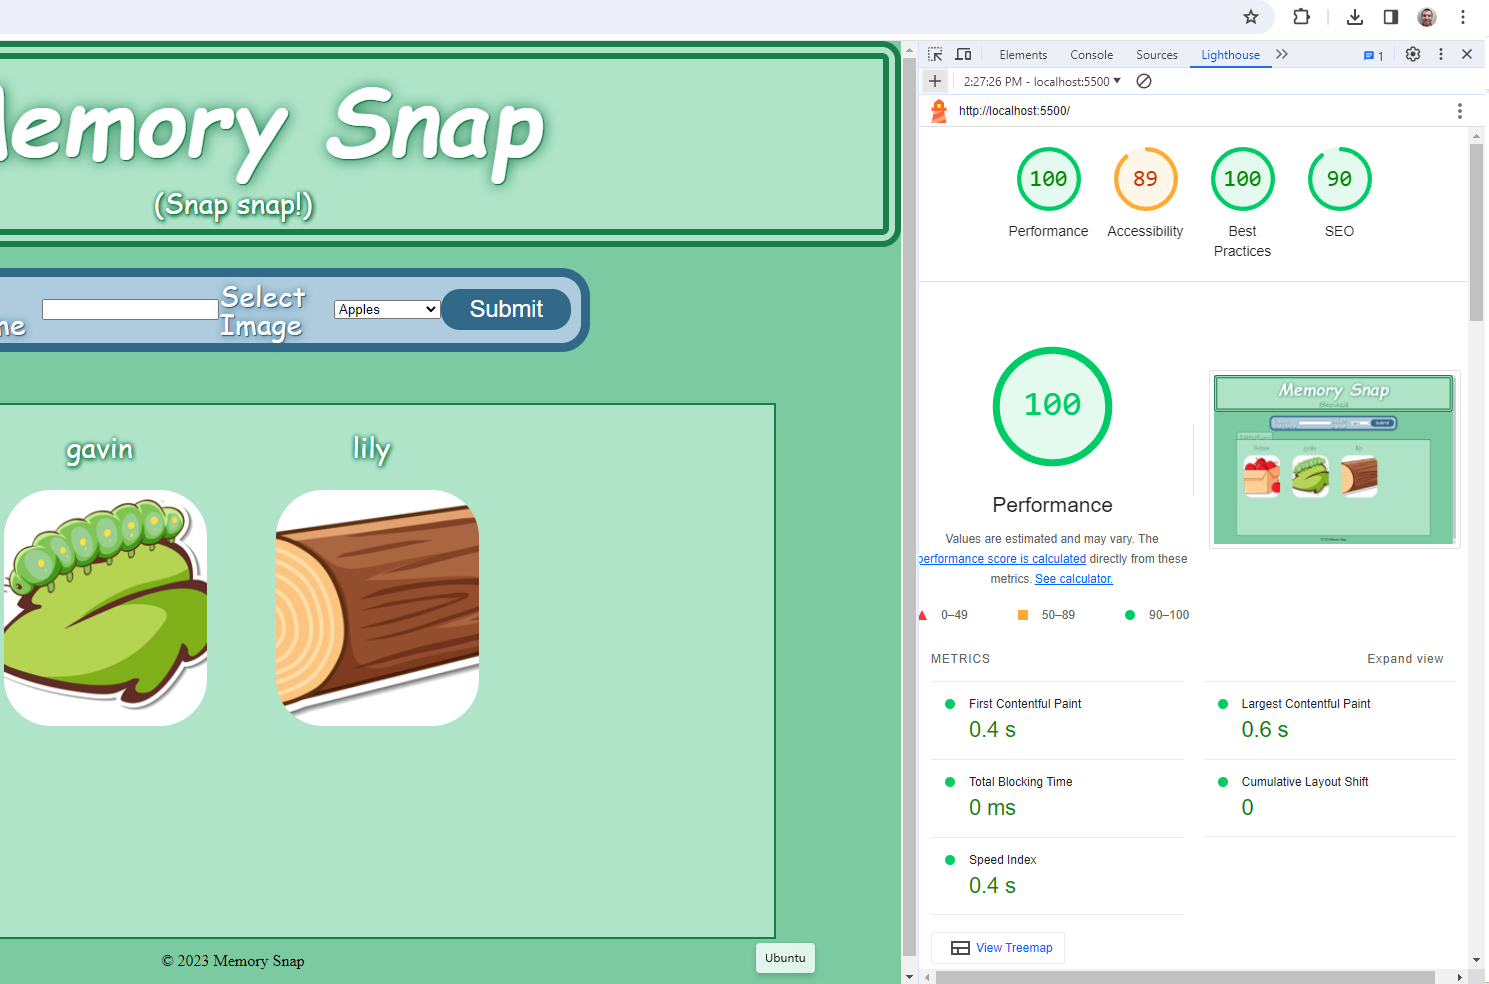 Memory Snap
(Snap snap!)
Select
Image
Apples
Submit
gavin
lily
© 2023 Memory Snap
Ubuntu
Elements Console Sources Lighthouse 1
2:27:26 PM - localhost:5500
http://localhost:5500/
100 89 100 90
Performance Accessibility Best Practices SEO
100
Performance
Values are estimated and may vary. The
performance score is calculated directly from these
metrics. See calculator.
0–49 50–89 90–100
METRICS Expand view
First Contentful Paint
0.4 s
Largest Contentful Paint
0.6 s
Total Blocking Time
0 ms
Cumulative Layout Shift
0
Speed Index
0.4 s
View Treemap
Memory Snap